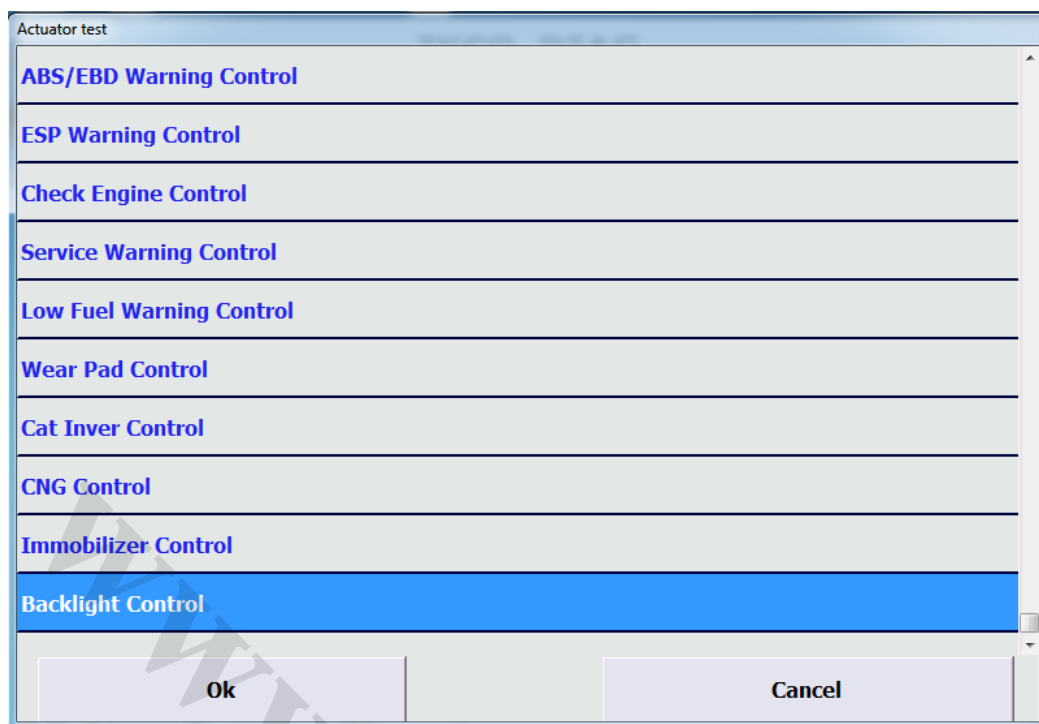 Actuator test
ABS/EBD Warning Control
ESP Warning Control
Check Engine Control
Service Warning Control
Low Fuel Warning Control
Wear Pad Control
Cat Inver Control
CNG Control
Immobilizer Control
Backlight Control
Ok
Cancel